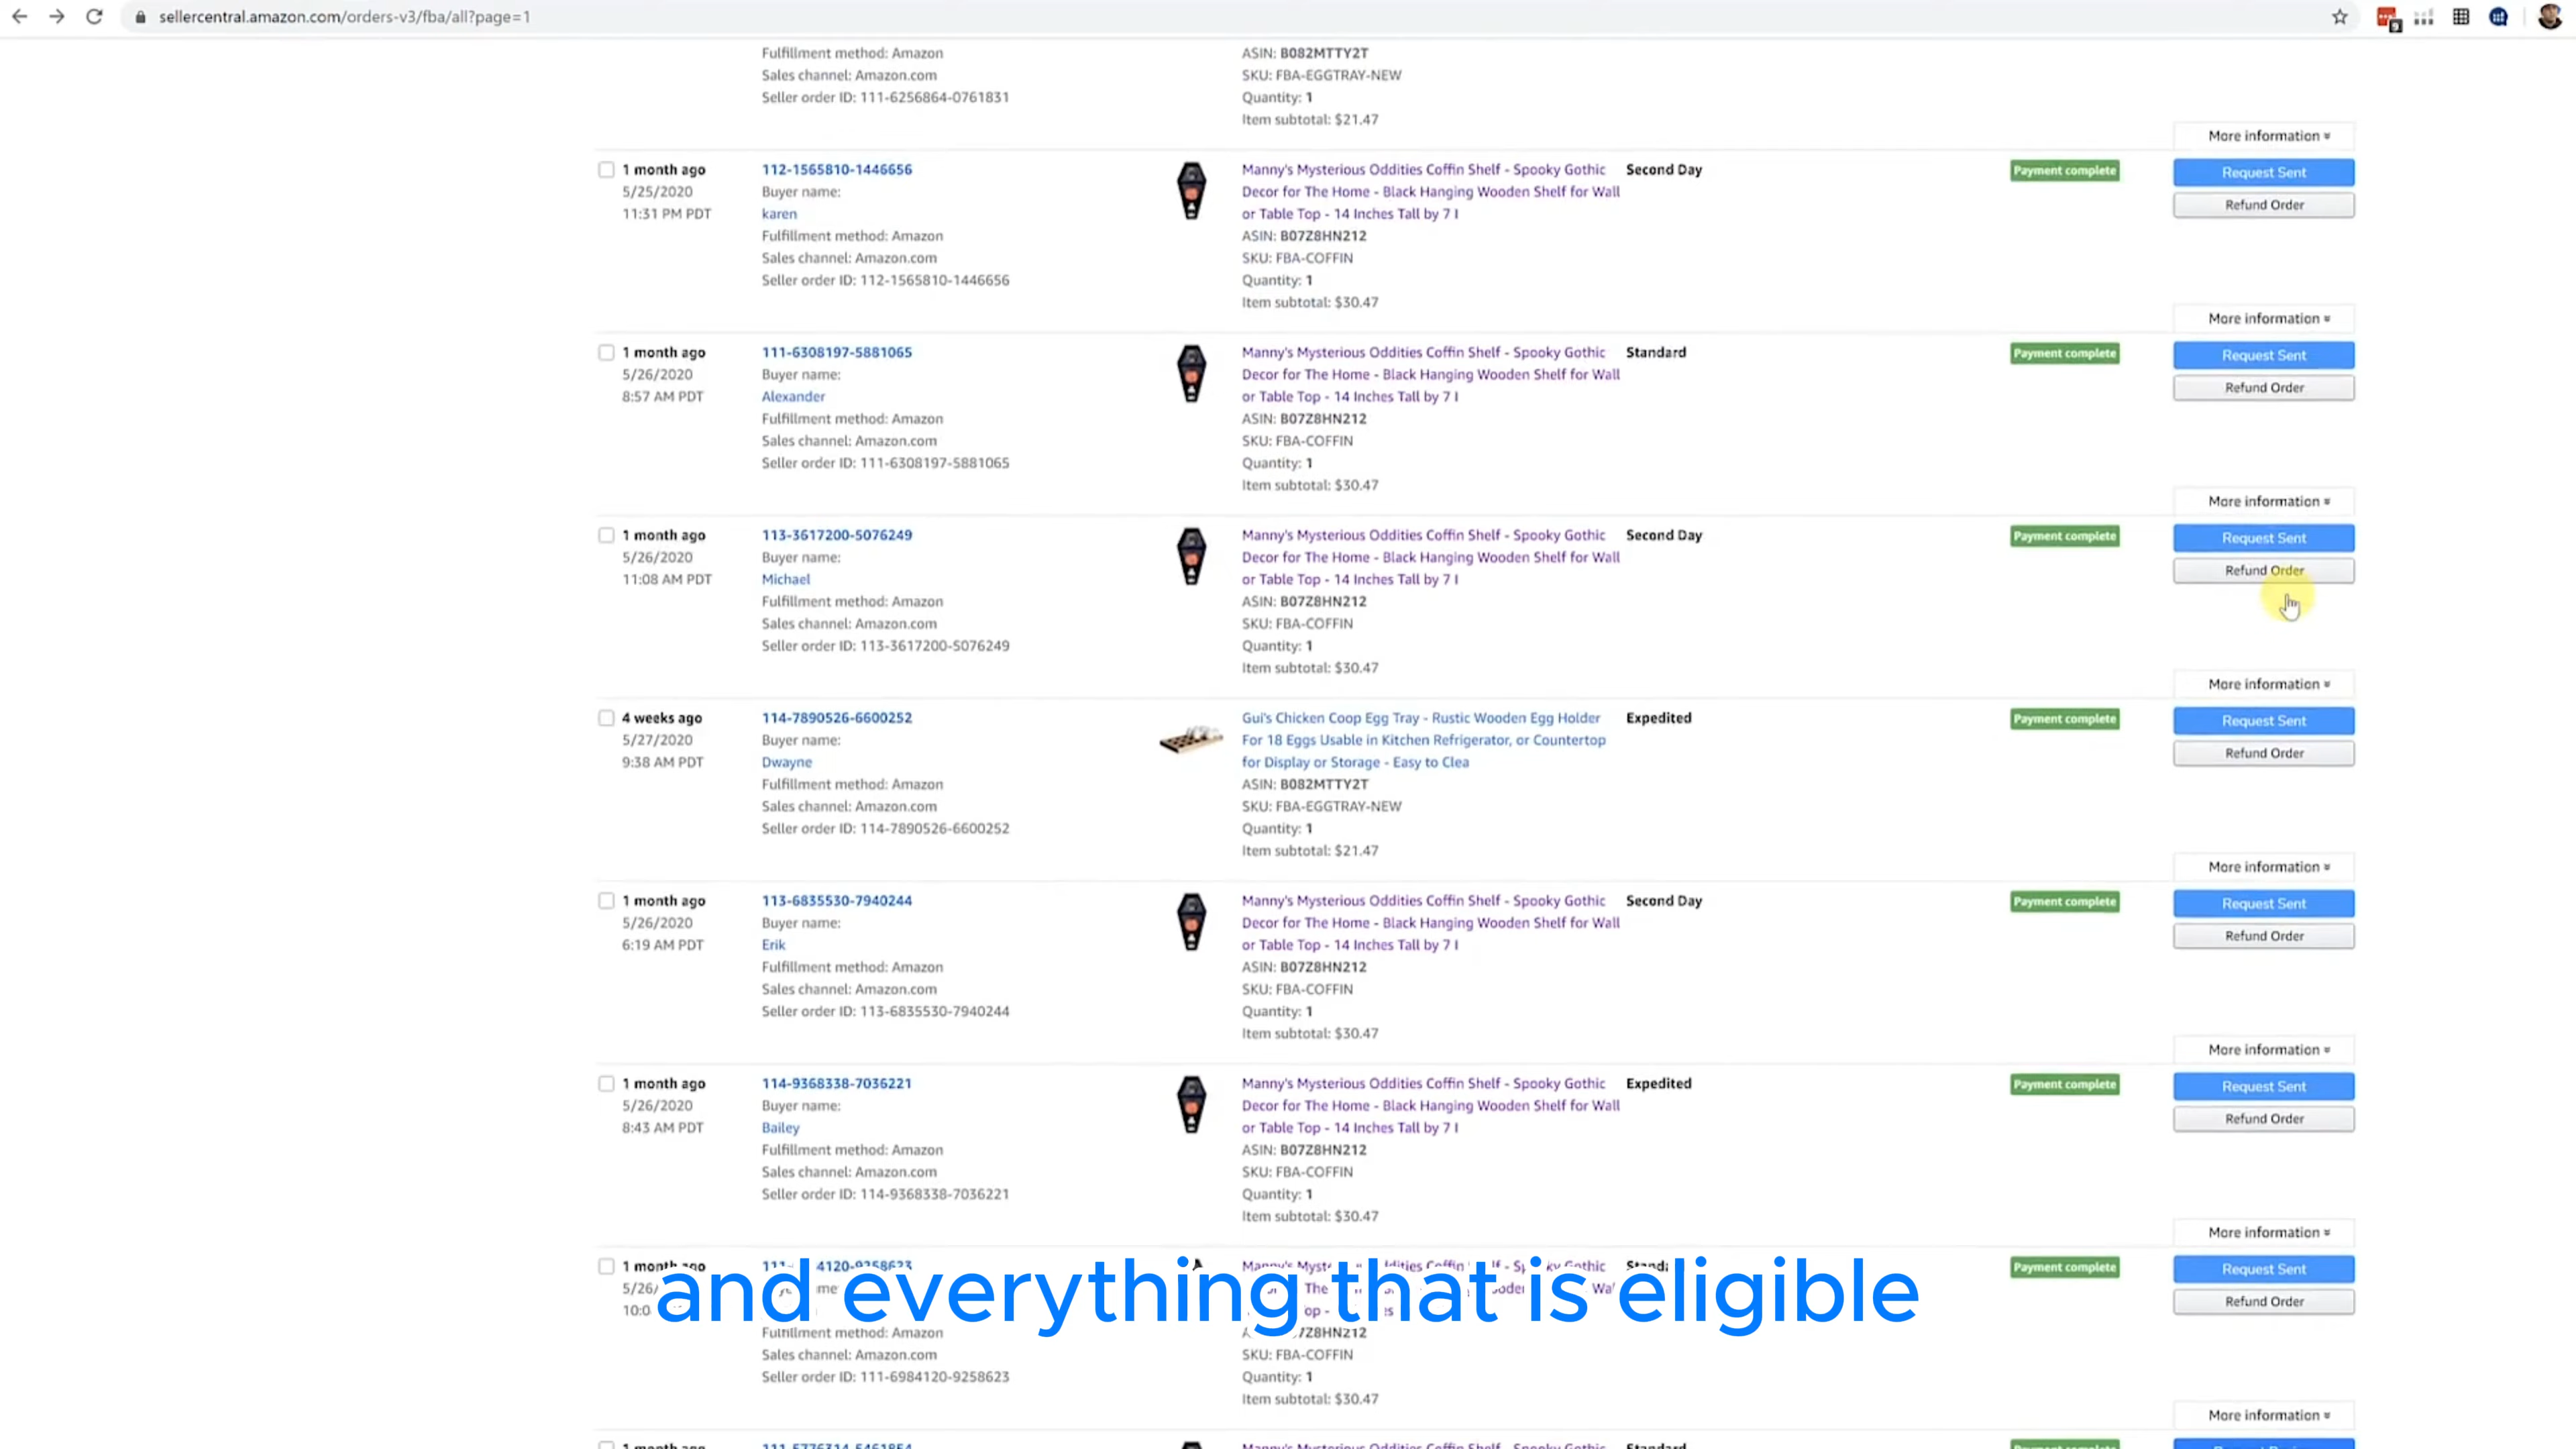 sellercentral.amazon.com/orders-v3/fba/all?page=1
Fulfillment method: Amazon
Sales channel: Amazon.com
Seller order ID: 111-6256864-0761831
ASIN: B082MTTY2T
SKU: FBA-EGGTRAY-NEW
Quantity: 1
Item subtotal: $21.47
More information
1 month ago
5/25/2020
11:31 PM PDT
112-1565810-1446656
Buyer name:
karen
Fulfillment method: Amazon
Sales channel: Amazon.com
Seller order ID: 112-1565810-1446656
Manny's Mysterious Oddities Coffin Shelf - Spooky Gothic
Decor for The Home - Black Hanging Wooden Shelf for Wall
or Table Top - 14 Inches Tall by 7 I
ASIN: B07Z8HN212
SKU: FBA-COFFIN
Quantity: 1
Item subtotal: $30.47
Second Day
Payment complete
Request Sent
Refund Order
More information
1 month ago
5/26/2020
8:57 AM PDT
111-6308197-5881065
Buyer name:
Alexander
Fulfillment method: Amazon
Sales channel: Amazon.com
Seller order ID: 111-6308197-5881065
Manny's Mysterious Oddities Coffin Shelf - Spooky Gothic
Decor for The Home - Black Hanging Wooden Shelf for Wall
or Table Top - 14 Inches Tall by 7 I
ASIN: B07Z8HN212
SKU: FBA-COFFIN
Quantity: 1
Item subtotal: $30.47
Standard
Payment complete
Request Sent
Refund Order
More information
1 month ago
5/26/2020
11:08 AM PDT
113-3617200-5076249
Buyer name:
Michael
Fulfillment method: Amazon
Sales channel: Amazon.com
Seller order ID: 113-3617200-5076249
Manny's Mysterious Oddities Coffin Shelf - Spooky Gothic
Decor for The Home - Black Hanging Wooden Shelf for Wall
or Table Top - 14 Inches Tall by 7 I
ASIN: B07Z8HN212
SKU: FBA-COFFIN
Quantity: 1
Item subtotal: $30.47
Second Day
Payment complete
Request Sent
Refund Order
More information
4 weeks ago
5/27/2020
9:38 AM PDT
114-7890526-6600252
Buyer name:
Dwayne
Fulfillment method: Amazon
Sales channel: Amazon.com
Seller order ID: 114-7890526-6600252
Gui's Chicken Coop Egg Tray - Rustic Wooden Egg Holder
For 18 Eggs Usable in Kitchen Refrigerator, or Countertop
for Display or Storage - Easy to Clea
ASIN: B082MTTY2T
SKU: FBA-EGGTRAY-NEW
Quantity: 1
Item subtotal: $21.47
Expedited
Payment complete
Request Sent
Refund Order
More information
1 month ago
5/26/2020
6:19 AM PDT
113-6835530-7940244
Buyer name:
Erik
Fulfillment method: Amazon
Sales channel: Amazon.com
Seller order ID: 113-6835530-7940244
Manny's Mysterious Oddities Coffin Shelf - Spooky Gothic
Decor for The Home - Black Hanging Wooden Shelf for Wall
or Table Top - 14 Inches Tall by 7 I
ASIN: B07Z8HN212
SKU: FBA-COFFIN
Quantity: 1
Item subtotal: $30.47
Second Day
Payment complete
Request Sent
Refund Order
More information
1 month ago
5/26/2020
8:43 AM PDT
114-9368338-7036221
Buyer name:
Bailey
Fulfillment method: Amazon
Sales channel: Amazon.com
Seller order ID: 114-9368338-7036221
Manny's Mysterious Oddities Coffin Shelf - Spooky Gothic
Decor for The Home - Black Hanging Wooden Shelf for Wall
or Table Top - 14 Inches Tall by 7 I
ASIN: B07Z8HN212
SKU: FBA-COFFIN
Quantity: 1
Item subtotal: $30.47
Expedited
Payment complete
Request Sent
Refund Order
More information
1 month ago
and everything that is eligible
Fulfillment method: Amazon
Sales channel: Amazon.com
Seller order ID: 111-6984120-9258623
SKU: FBA-COFFIN
Quantity: 1
Item subtotal: $30.47
Payment complete
Request Sent
Refund Order
More information